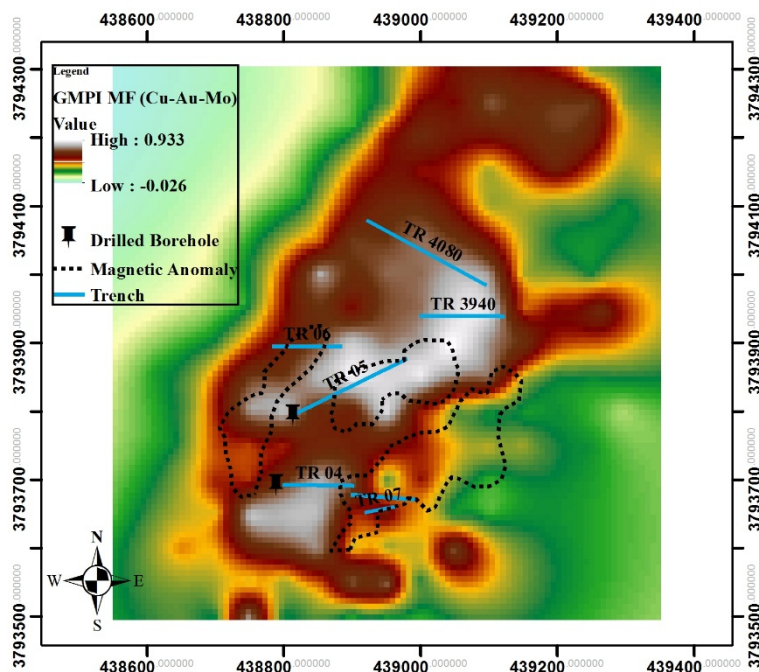 438600.000000 438800.000000 439000.000000 439200.000000 439400.000000
3794300.000000
3794100.000000
3793900.000000
3793700.000000
3793500.000000
Legend
GMPI MF (Cu-Au-Mo)
Value
High : 0.933
Low : -0.026
Drilled Borehole
Magnetic Anomaly
Trench
TR 4080
TR 3940
TR 06
TR 05
TR 04
TR 07
N
W E
S
3794300.000000
3794100.000000
3793900.000000
3793700.000000
3793500.000000
438600.000000 438800.000000 439000.000000 439200.000000 439400.000000